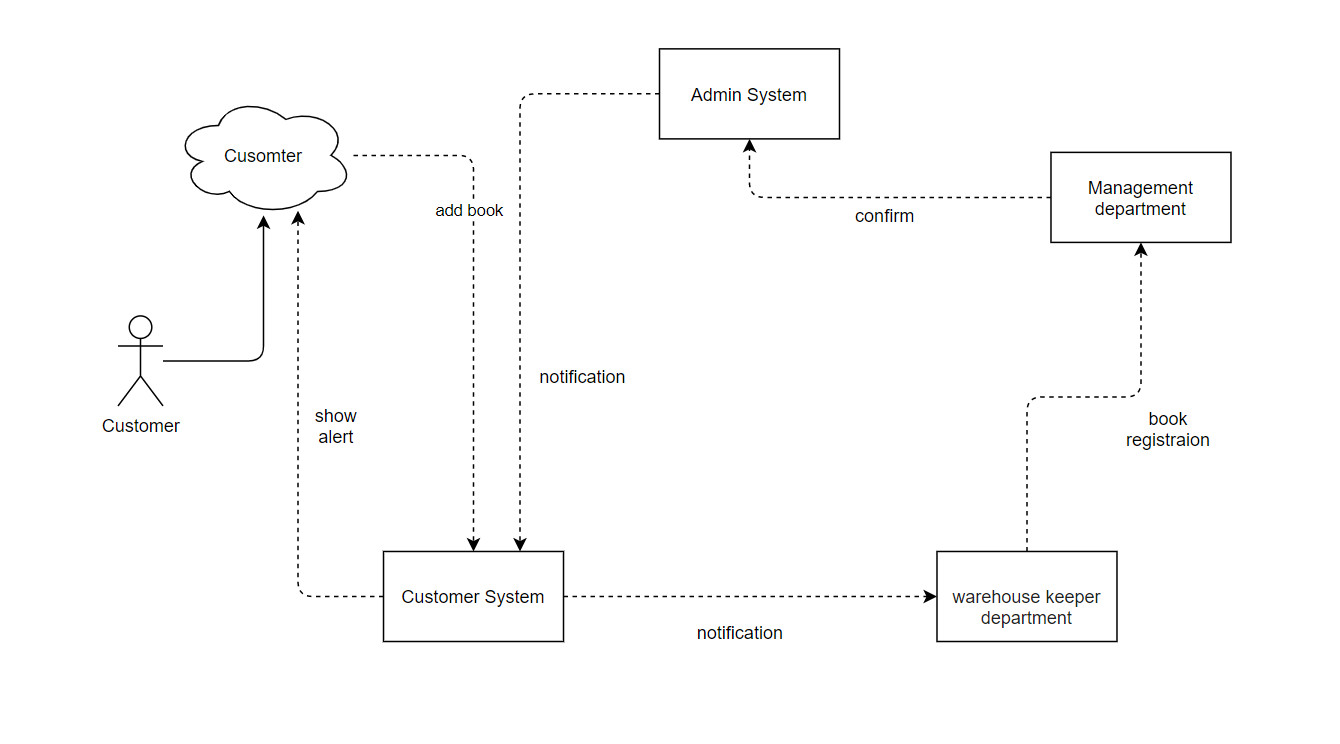 Admin System
Cusomter
Management
department
add book
confirm
notification
show
alert
Customer
book
registraion
Customer System
warehouse keeper
department
notification